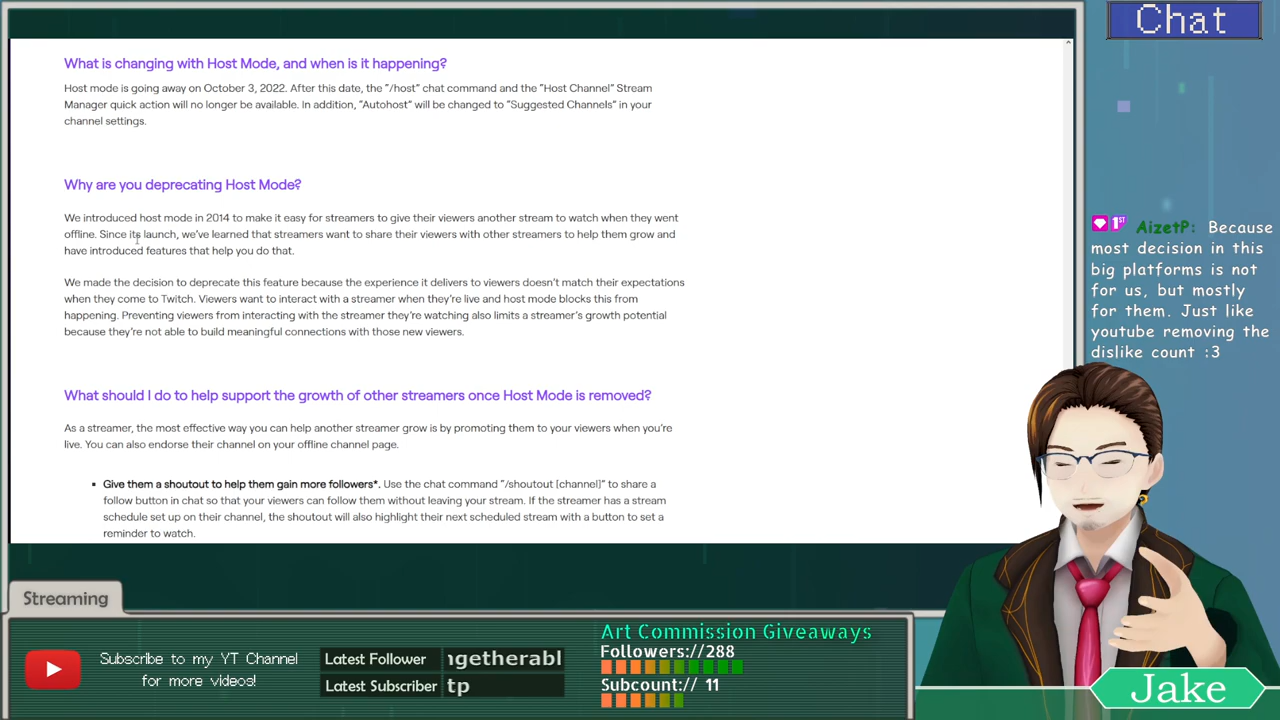 What is changing with Host Mode, and when is it happening?
Host mode is going away on October 3, 2022. After this date, the "/host" chat command and the "Host Channel" Stream
Manager quick action will no longer be available. In addition, "Autohost" will be changed to "Suggested Channels" in your
channel settings.
Why are you deprecating Host Mode?
We introduced host mode in 2014 to make it easy for streamers to give their viewers another stream to watch when they went
offline. Since its launch, we've learned that streamers want to share their viewers with other streamers to help them grow and
have introduced features that help you do that.
We made the decision to deprecate this feature because the experience it delivers to viewers doesn't match their expectations
when they come to Twitch. Viewers want to interact with a streamer when they're live and host mode blocks this from
happening. Preventing viewers from interacting with the streamer they're watching also limits a streamer's growth potential
because they're not able to build meaningful connections with those new viewers.
What should I do to help support the growth of other streamers once Host Mode is removed?
As a streamer, the most effective way you can help another streamer grow is by promoting them to your viewers when you're
live. You can also endorse their channel on your offline channel page.
▪ Give them a shoutout to help them gain more followers*. Use the chat command "/shoutout [channel]" to share a
follow button in chat so that your viewers can follow them without leaving your stream. If the streamer has a stream
schedule set up on their channel, the shoutout will also highlight their next scheduled stream with a button to set a
reminder to watch.
Chat
1ST AizetP: Because
most decision in this
big platforms is not
for us, but mostly
for them. Just like
youtube removing the
dislike count :3
Streaming
Subscribe to my YT Channel
for more videos!
Latest Follower ngetherabl
Latest Subscriber tp
Art Commission Giveaways
Followers://288
Subcount:// 11
Jake